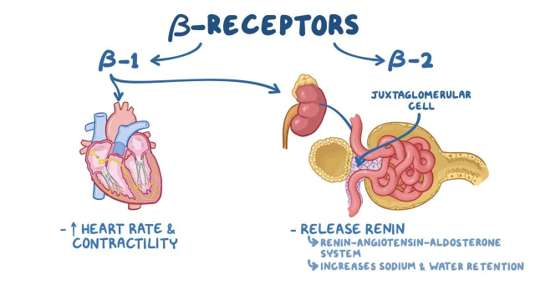 β-RECEPTORS
β-1
β-2
JUXTAGLOMERULAR
CELL
- ↑ HEART RATE &
CONTRACTILITY
- RELEASE RENIN
↳ RENIN-ANGIOTENSIN-ALDOSTERONE
SYSTEM
↳ INCREASES SODIUM & WATER RETENTION